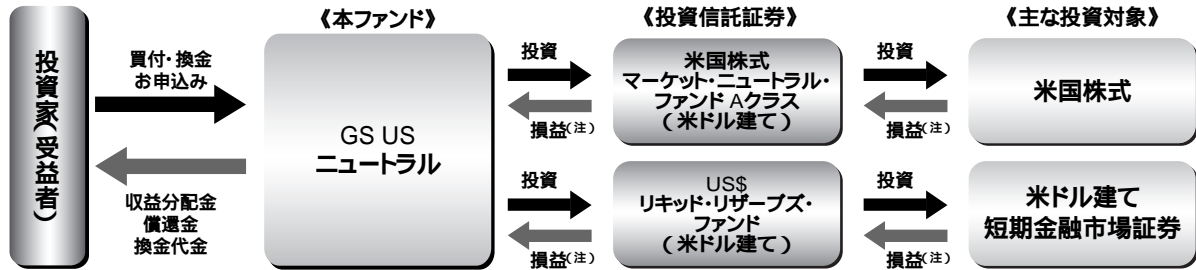 《本ファンド》
《投資信託証券》
《主な投資対象》
投資家(受益者)
買付・換金
お申込み
収益分配金
償還金
換金代金
GS US
ニュートラル
投資
損益(注)
米国株式
マーケット・ニュートラル・
ファンド Aクラス
(米ドル建て)
投資
損益(注)
米国株式
投資
損益(注)
US$
リキッド・リザーブズ・
ファンド
(米ドル建て)
投資
損益(注)
米ドル建て
短期金融市場証券